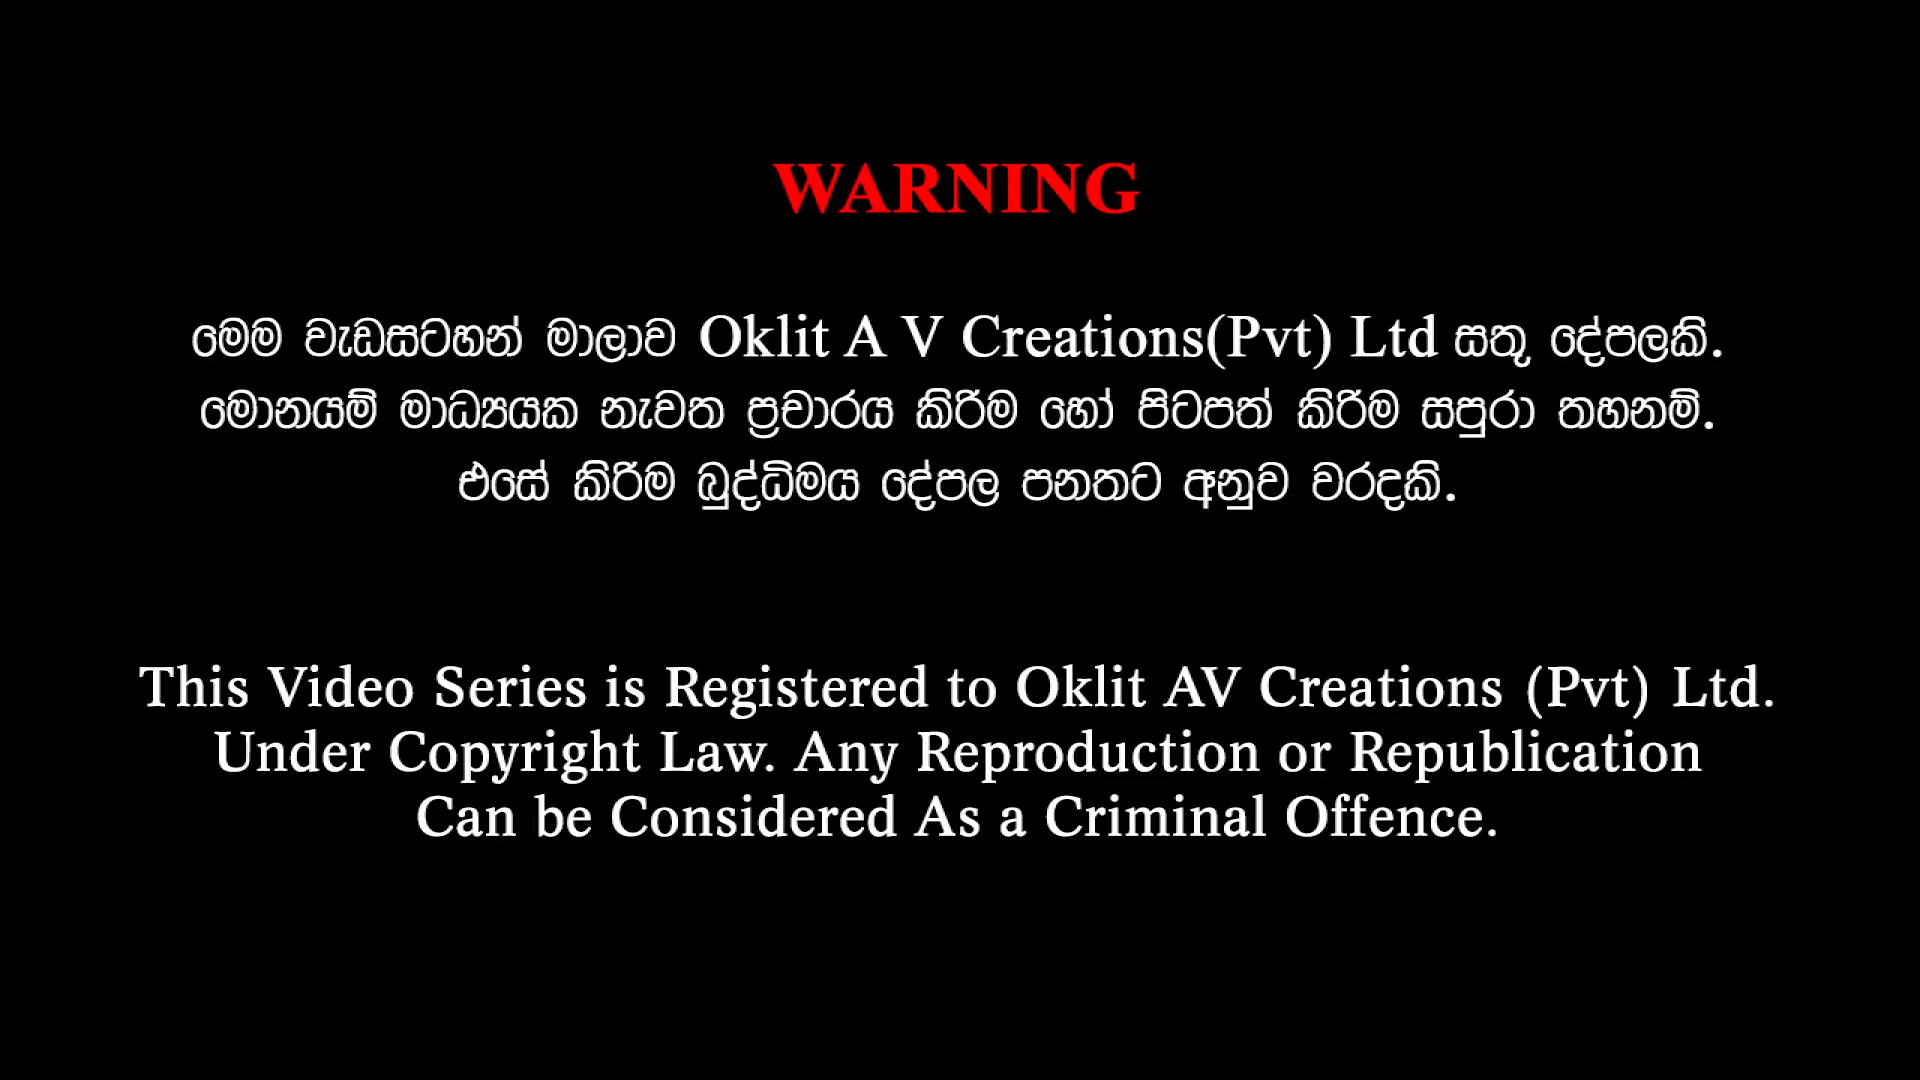 WARNING
මෙම වැඩසටහන් මාලාව Oklit A V Creations(Pvt) Ltd සතු දේපලකි.
මොනයම් මාධ්‍යයක නැවත ප්‍රචාරය කිරිම හෝ පිටපත් කිරිම සපුරා තහනම්.
එසේ කිරිම බුද්ධිමය දේපල පනතට අනුව වරදකි.
This Video Series is Registered to Oklit AV Creations (Pvt) Ltd.
Under Copyright Law. Any Reproduction or Republication
Can be Considered As a Criminal Offence.